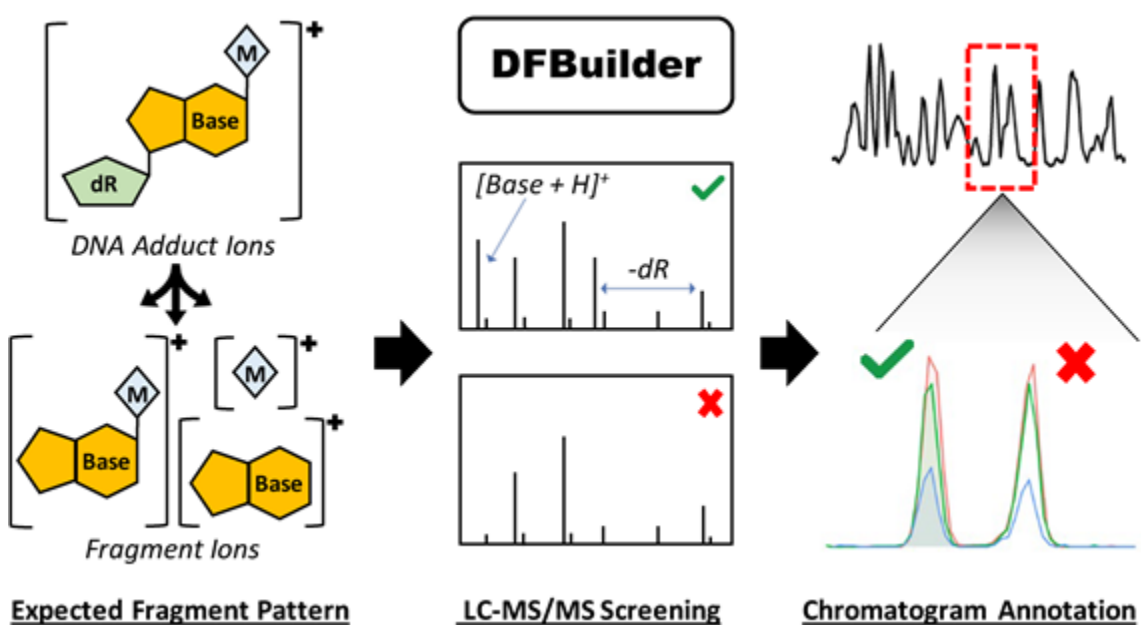 M
Base
dR
+
DNA Adduct Ions
M
Base
+
M
+
Base
+
Fragment Ions
Expected Fragment Pattern
DFBuilder
[Base + H]+
-dR
LC-MS/MS Screening
Chromatogram Annotation